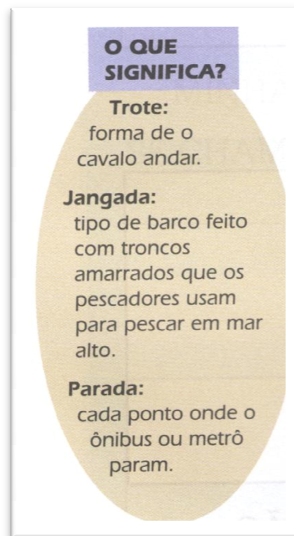 O QUE
SIGNIFICA?
Trote:
forma de o
cavalo andar.
Jangada:
tipo de barco feito
com troncos
amarrados que os
pescadores usam
para pescar em mar
alto.
Parada:
cada ponto onde o
ônibus ou metrô
param.